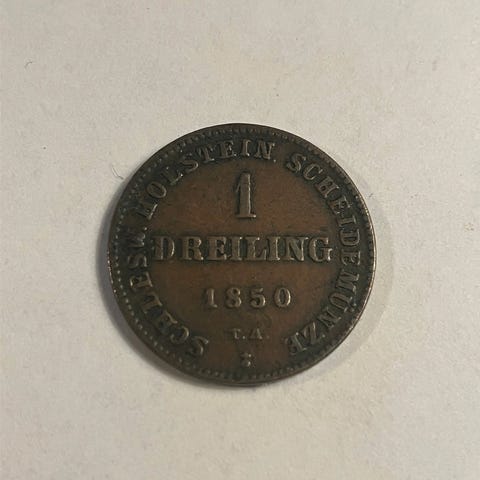 SCHLESW. HOLSTEIN. SCHEIDEMÜNZE
1
DREILING
1850
T.A.